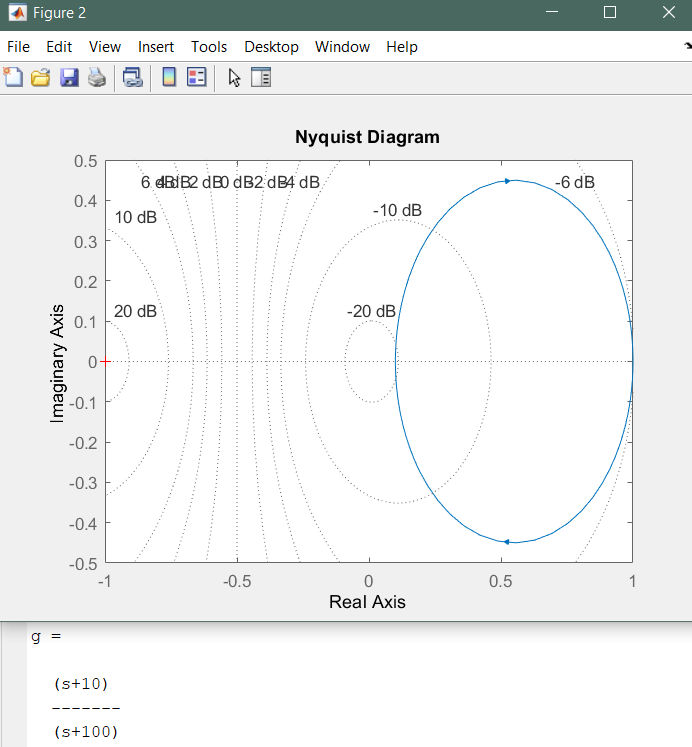 Figure 2
File Edit View Insert Tools Desktop Window Help
Nyquist Diagram
0.5
6 dB 4 dB 2 dB 0 dB -2 dB -4 dB -6 dB
0.4
10 dB -10 dB
0.3
0.2
20 dB -20 dB
0.1
0
-0.1
-0.2
-0.3
-0.4
-0.5
Imaginary Axis
-1 -0.5 0 0.5 1
Real Axis
g =
(s+10)
-------
(s+100)